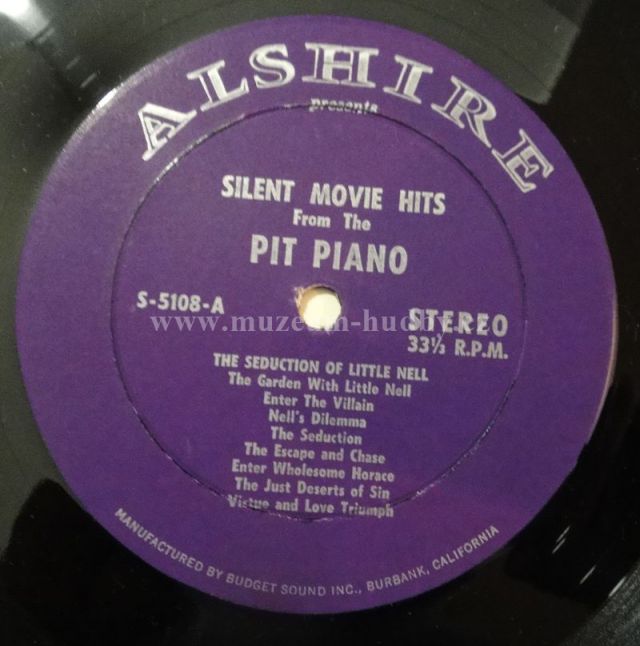 ALSHIRE
presents
SILENT MOVIE HITS
From The
PIT PIANO
S-5108-A
STEREO
33⅓ R.P.M.
THE SEDUCTION OF LITTLE NELL
The Garden With Little Nell
Enter The Villain
Nell's Dilemma
The Seduction
The Escape and Chase
Enter Wholesome Horace
The Just Deserts of Sin
Virtue and Love Triumph
MANUFACTURED BY BUDGET SOUND INC., BURBANK, CALIFORNIA